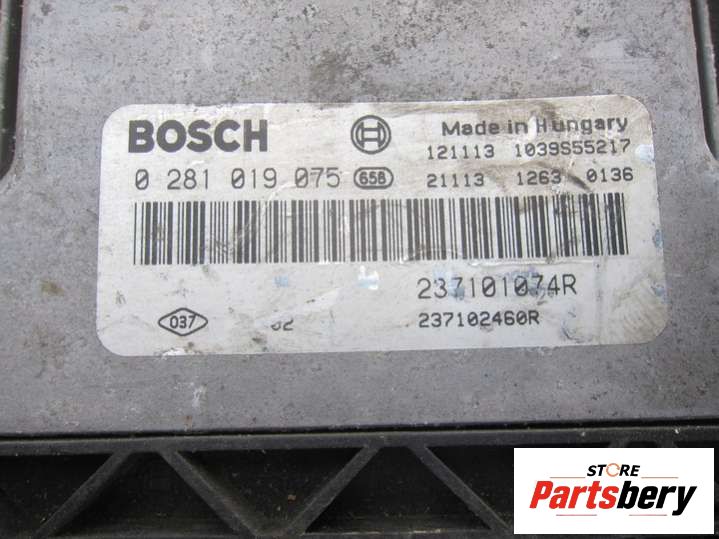 BOSCH
Made in Hungary
121113 1039S55217
0 281 019 075 658
21113 1263 0136
237101074R
037
237102460R
STORE
Partsbery